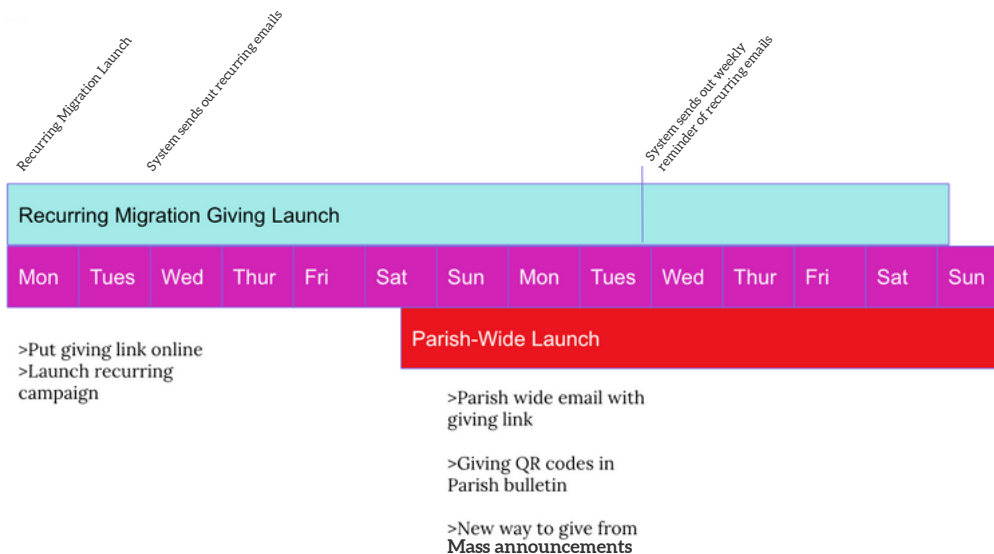 Recurring Migration Launch
System sends out recurring emails
System sends out weekly
reminder of recurring emails
Recurring Migration Giving Launch
Mon Tues Wed Thur Fri Sat Sun Mon Tues Wed Thur Fri Sat Sun
Parish-Wide Launch
>Put giving link online
>Launch recurring
campaign
>Parish wide email with
giving link
>Giving QR codes in
Parish bulletin
>New way to give from
Mass announcements